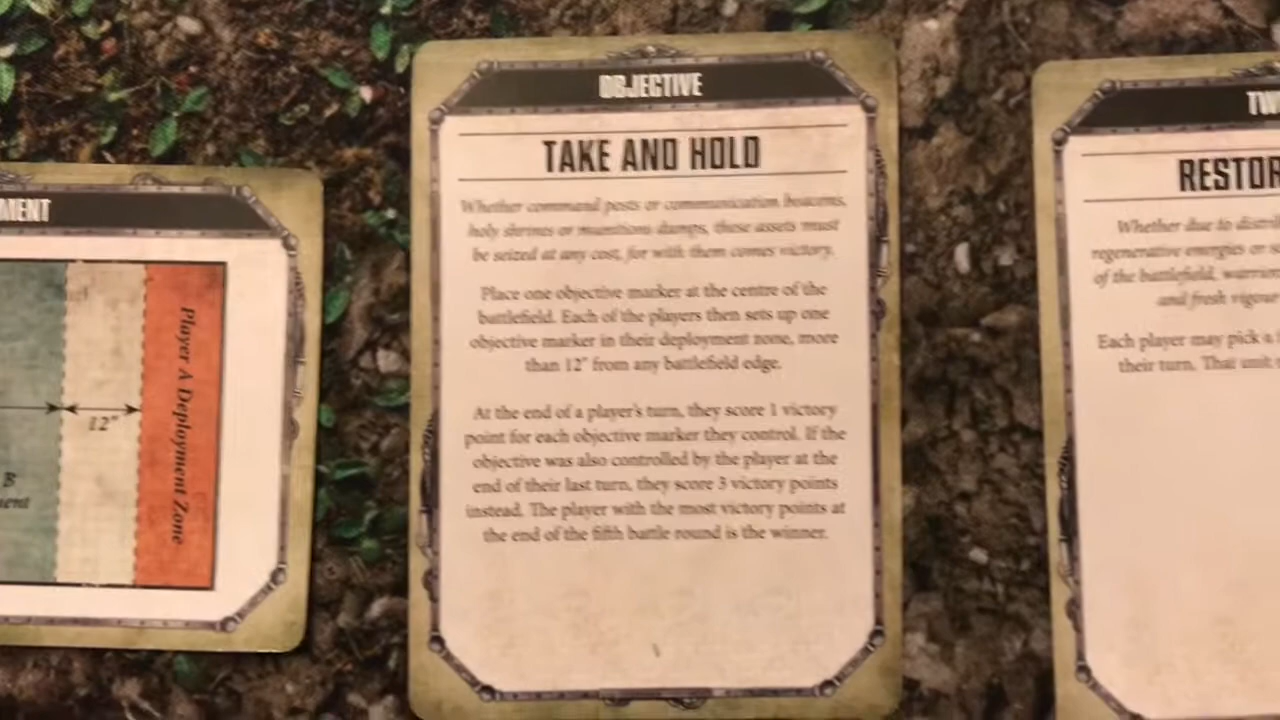 MENT
12"
B
ent
Player A Deployment Zone
OBJECTIVE
TAKE AND HOLD
Whether command posts or communication beacons,
holy shrines or munitions dumps, these assets must
be seized at any cost, for with them comes victory.
Place one objective marker at the centre of the
battlefield. Each of the players then sets up one
objective marker in their deployment zone, more
than 12" from any battlefield edge.
At the end of a player's turn, they score 1 victory
point for each objective marker they control. If the
objective was also controlled by the player at the
end of their last turn, they score 3 victory points
instead. The player with the most victory points at
the end of the fifth battle round is the winner.
TW
RESTOR
Whether due to distil
regenerative energies or s
of the battlefield, warrior
and fresh vigour
Each player may pick a
their turn. That unit